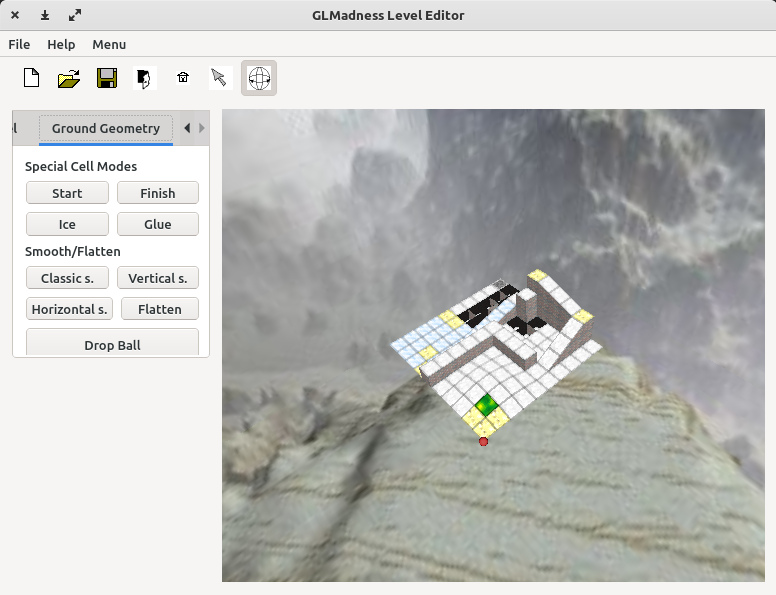 GLMadness Level Editor
File Help Menu
Ground Geometry
Special Cell Modes
Start Finish
Ice Glue
Smooth/Flatten
Classic s. Vertical s.
Horizontal s. Flatten
Drop Ball